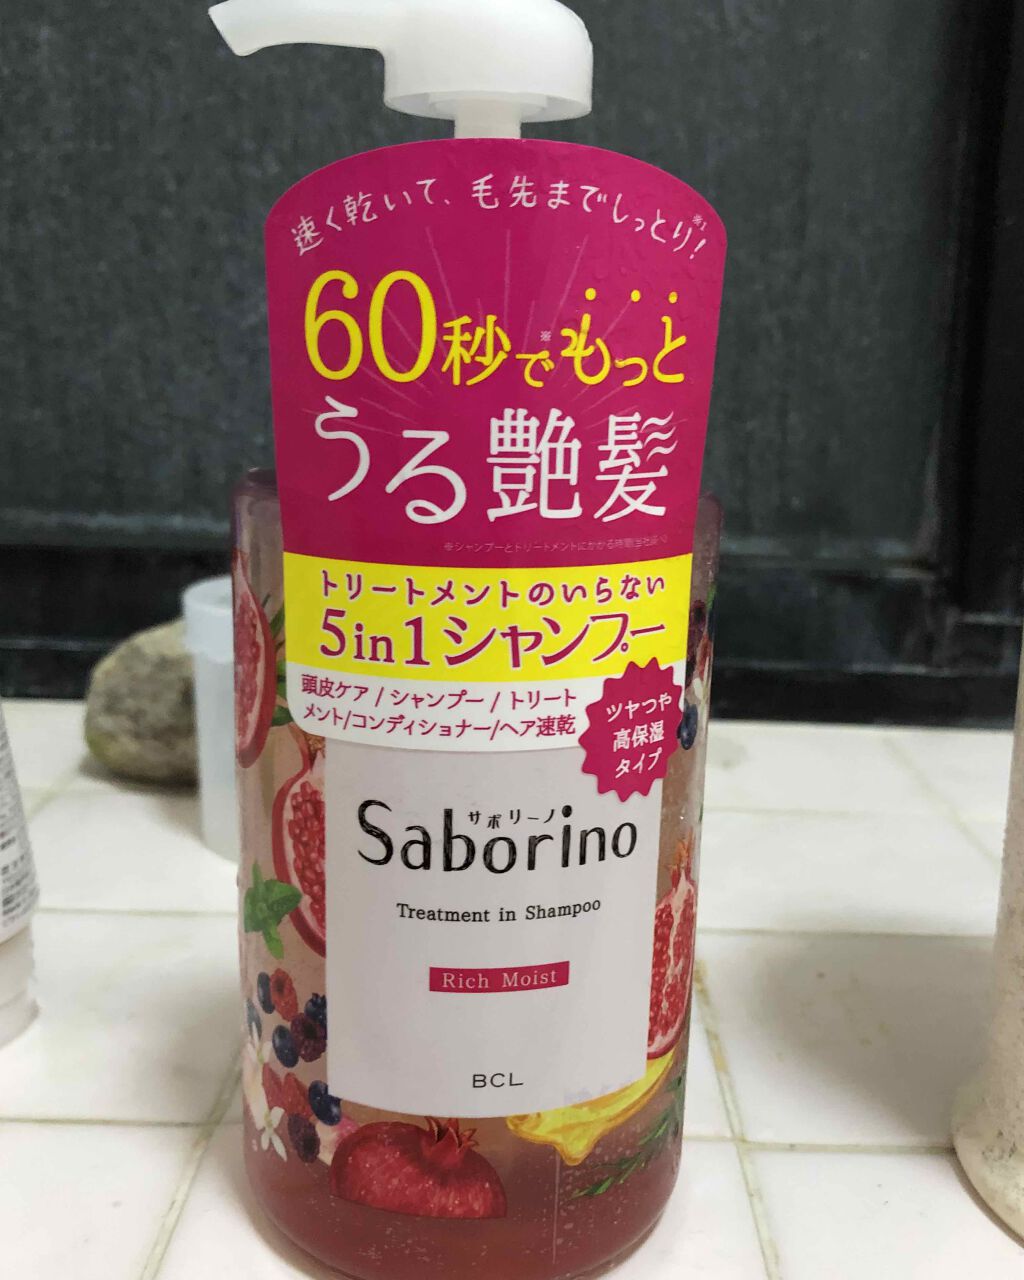 速く乾いて、毛先までしっとり!
※1
60秒で※もっと
うる艶髪
トリートメントのいらない
5in1シャンプー
頭皮ケア / シャンプー / トリート
メント/コンディショナー/ヘア速乾
ツヤつや
高保湿
タイプ
サボリーノ
Saborino
Treatment in Shampoo
Rich Moist
BCL